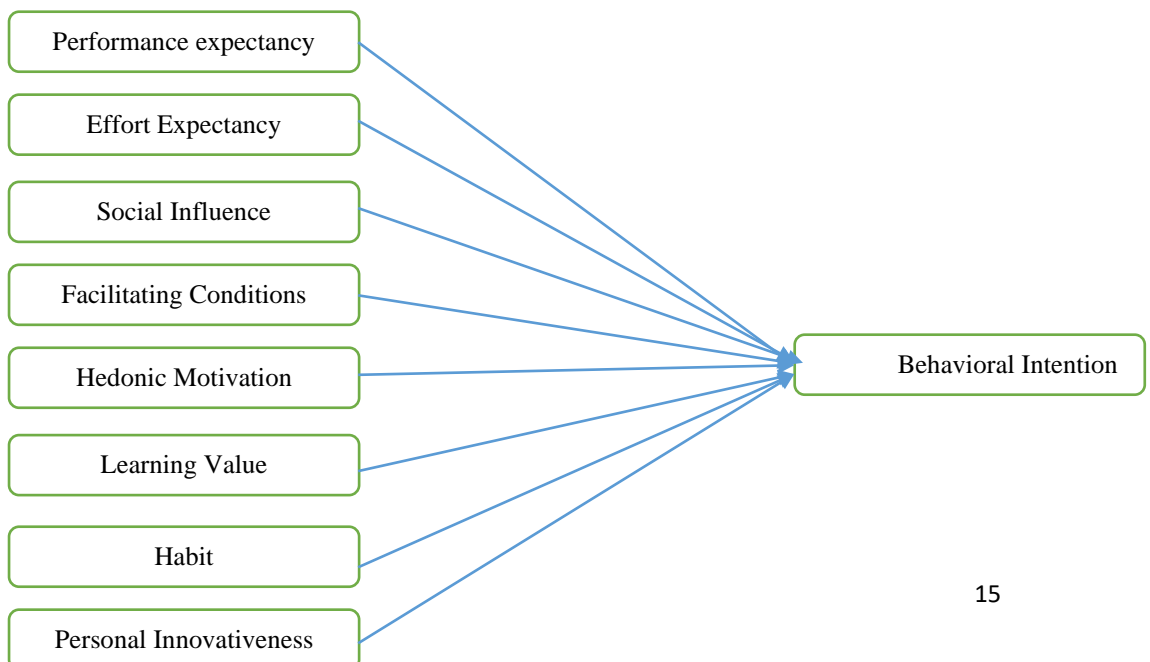 Performance expectancy
Effort Expectancy
Social Influence
Facilitating Conditions
Hedonic Motivation
Behavioral Intention
Learning Value
Habit
15
Personal Innovativeness